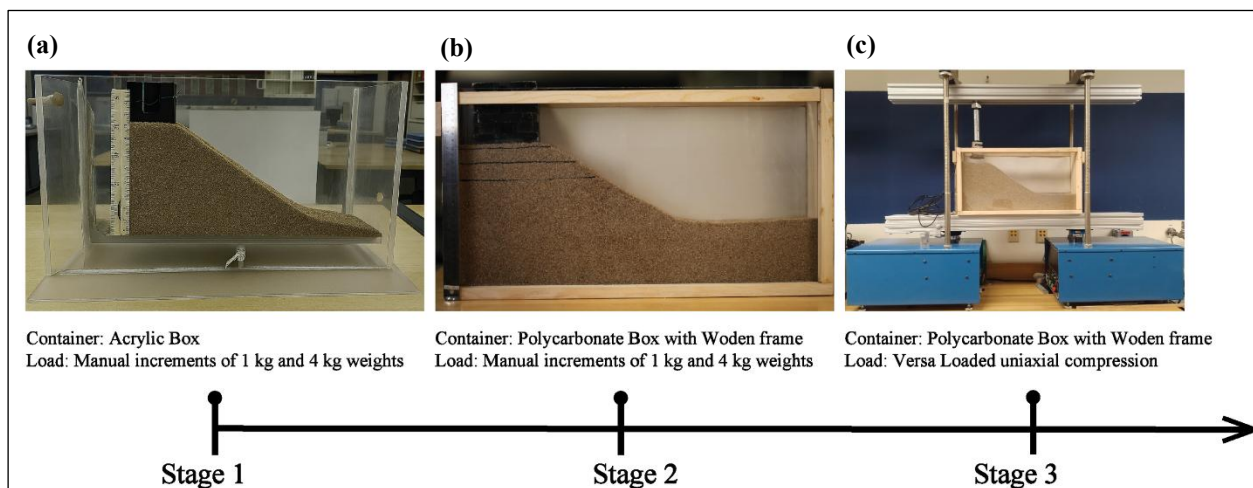 (a)
(b)
(c)
Container: Acrylic Box
Load: Manual increments of 1 kg and 4 kg weights
Container: Polycarbonate Box with Woden frame
Load: Manual increments of 1 kg and 4 kg weights
Container: Polycarbonate Box with Woden frame
Load: Versa Loaded uniaxial compression
Stage 1
Stage 2
Stage 3